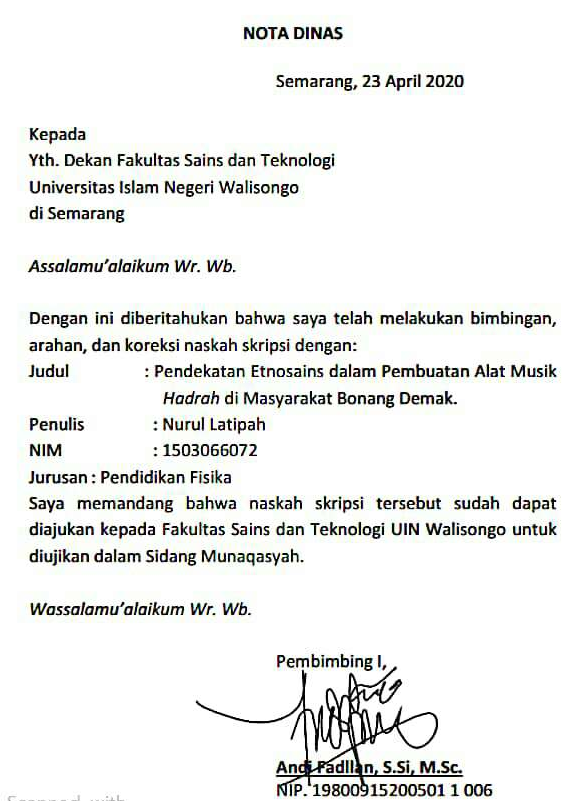 NOTA DINAS
Semarang, 23 April 2020
Kepada
Yth. Dekan Fakultas Sains dan Teknologi
Universitas Islam Negeri Walisongo
di Semarang
Assalamu’alaikum Wr. Wb.
Dengan ini diberitahukan bahwa saya telah melakukan bimbingan,
arahan, dan koreksi naskah skripsi dengan:
Judul : Pendekatan Etnosains dalam Pembuatan Alat Musik
Hadrah di Masyarakat Bonang Demak.
Penulis : Nurul Latipah
NIM : 1503066072
Jurusan : Pendidikan Fisika
Saya memandang bahwa naskah skripsi tersebut sudah dapat
diajukan kepada Fakultas Sains dan Teknologi UIN Walisongo untuk
diujikan dalam Sidang Munaqasyah.
Wassalamu’alaikum Wr. Wb.
Pembimbing I,
Andi Fadllan, S.Si, M.Sc.
NIP. 19800915200501 1 006
Scanned with